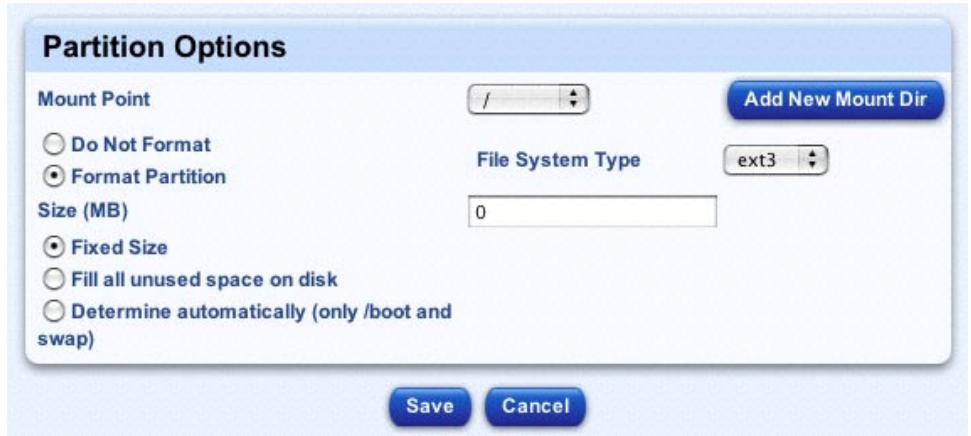 Partition Options
Mount Point / Add New Mount Dir
Do Not Format
File System Type ext3
Format Partition
Size (MB) 0
Fixed Size
Fill all unused space on disk
Determine automatically (only /boot and
swap)
Save Cancel